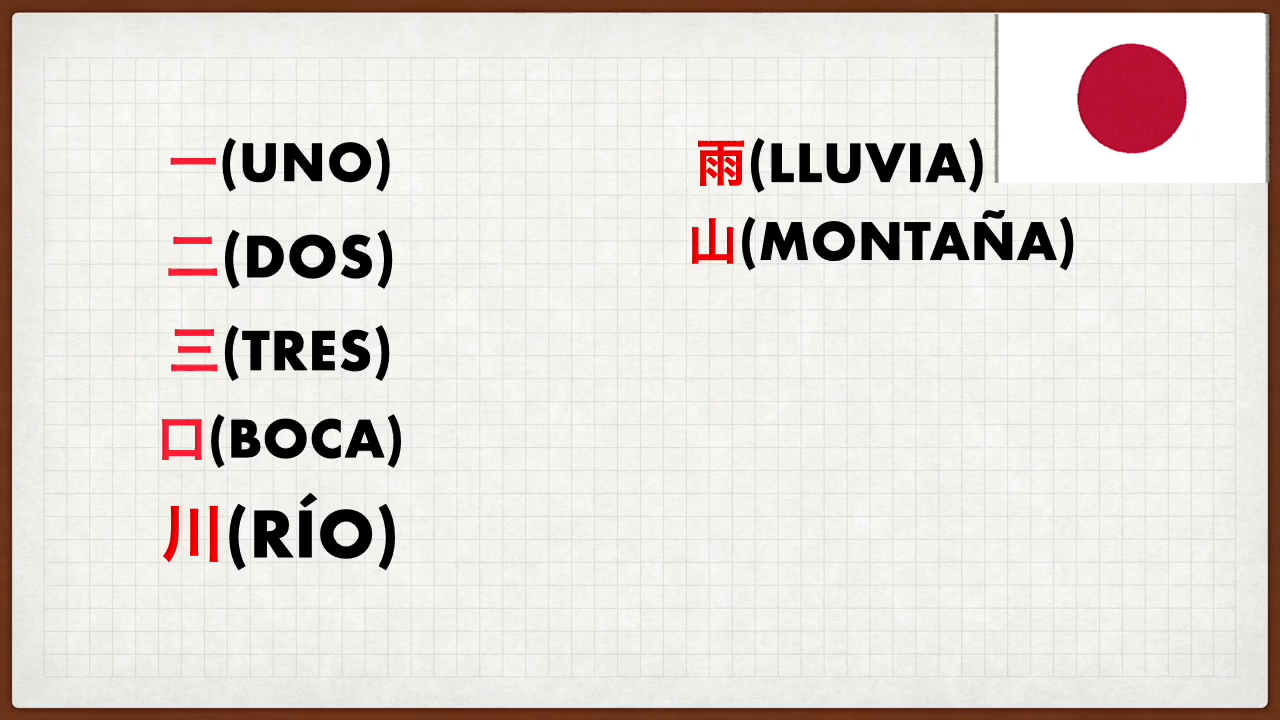 一(UNO)
二(DOS)
三(TRES)
口(BOCA)
川(RÍO)
雨(LLUVIA)
山(MONTAÑA)